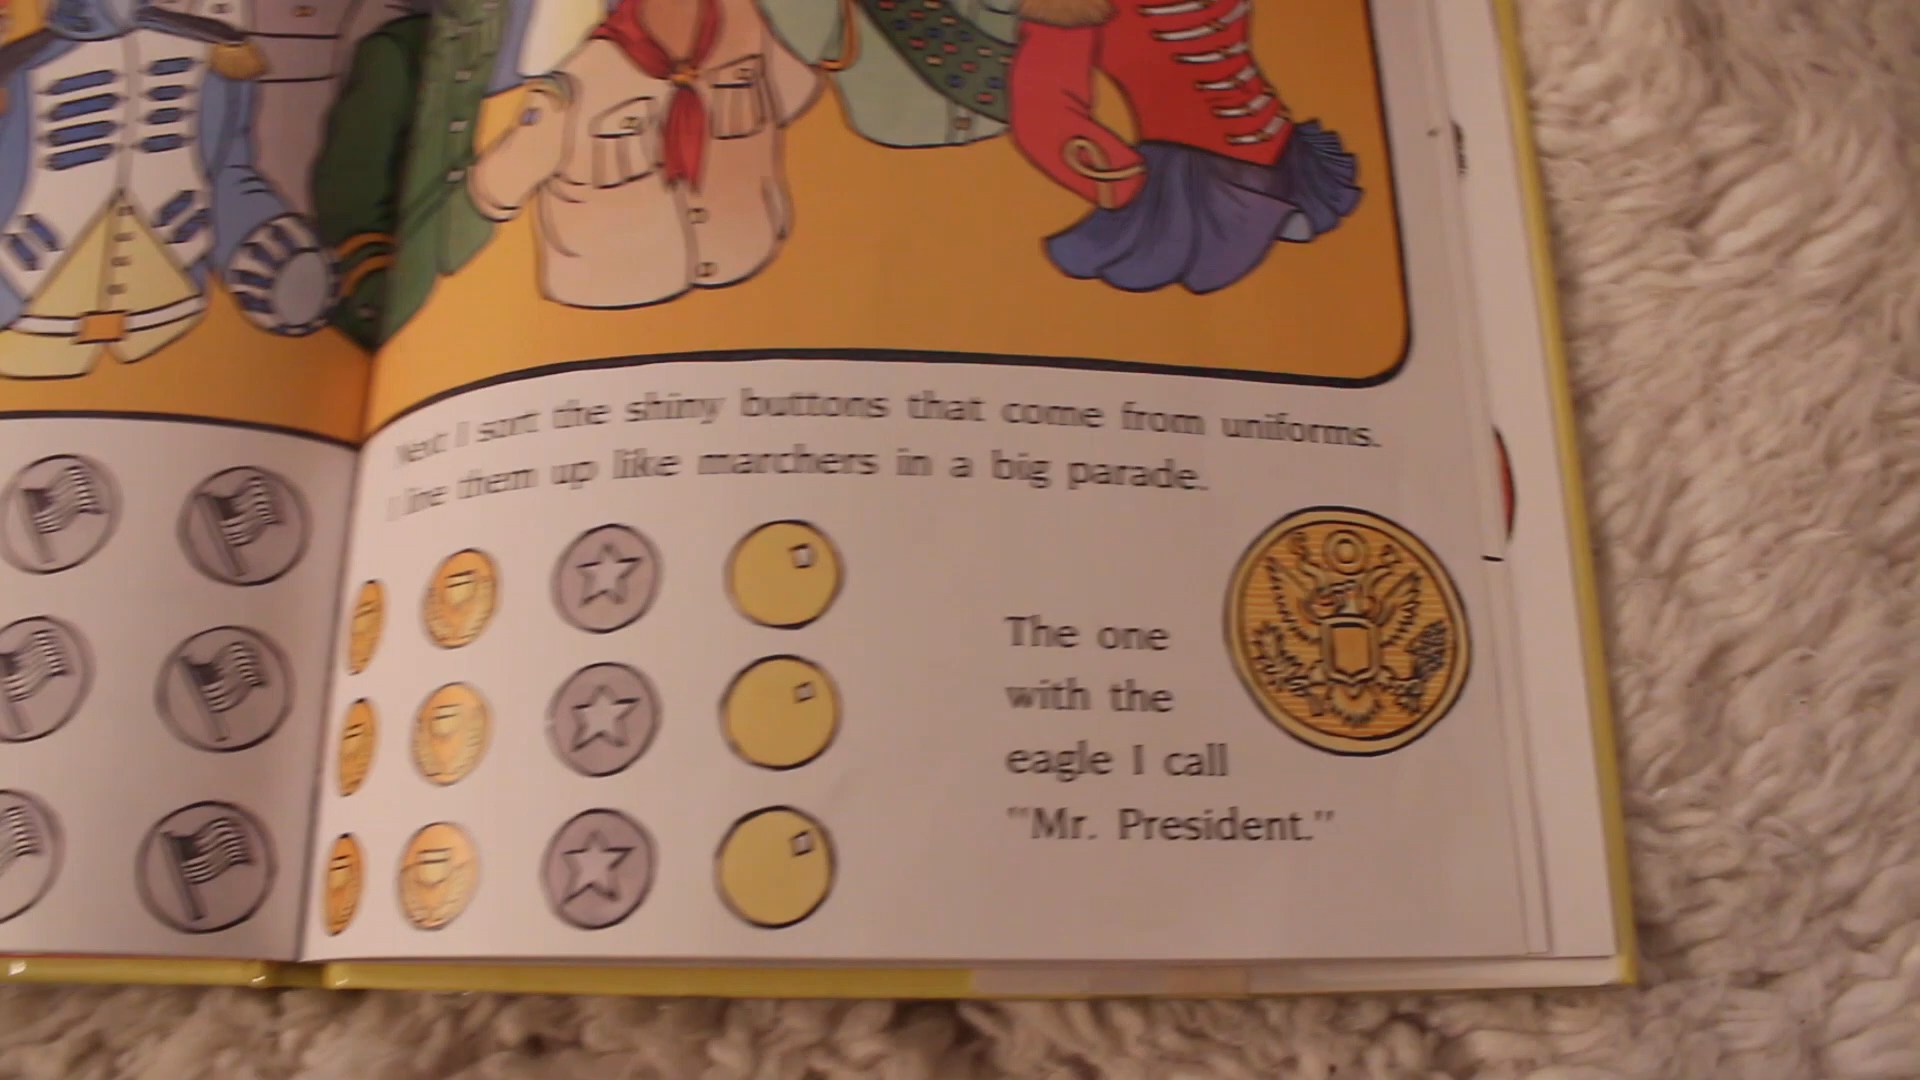 Next I sort the shiny buttons that come from uniforms.
I line them up like marchers in a big parade.
The one
with the
eagle I call
"Mr. President."